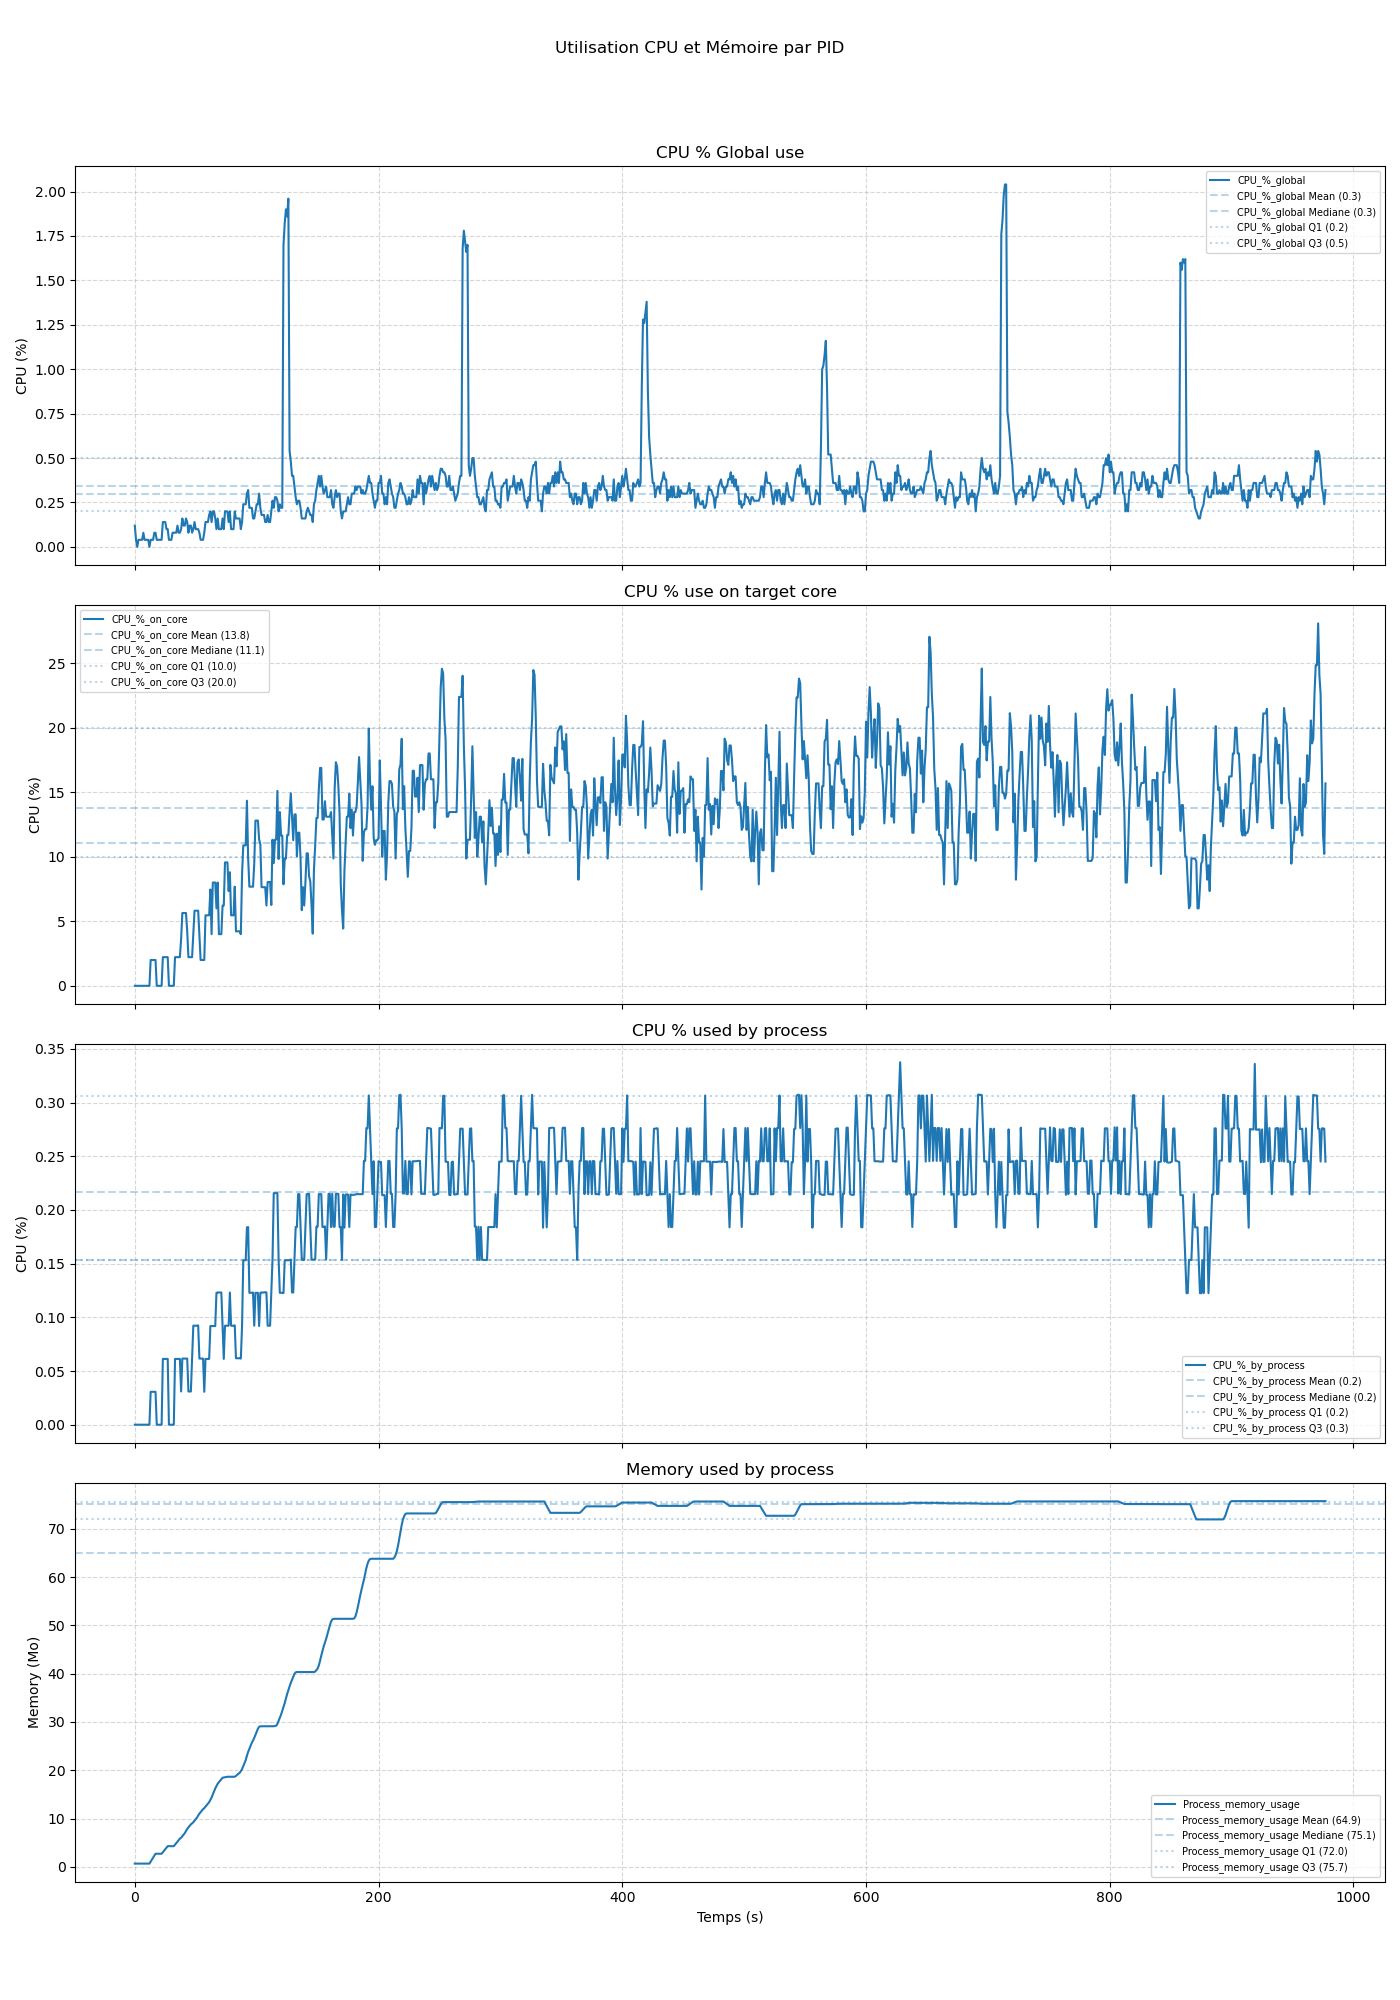 Utilisation CPU et Mémoire par PID
CPU % Global use
CPU (%)
2.00
1.75
1.50
1.25
1.00
0.75
0.50
0.25
0.00
CPU_%_global
CPU_%_global Mean (0.3)
CPU_%_global Mediane (0.3)
CPU_%_global Q1 (0.2)
CPU_%_global Q3 (0.5)
CPU % use on target core
CPU (%)
25
20
15
10
5
0
CPU_%_on_core
CPU_%_on_core Mean (13.8)
CPU_%_on_core Mediane (11.1)
CPU_%_on_core Q1 (10.0)
CPU_%_on_core Q3 (20.0)
CPU % used by process
CPU (%)
0.35
0.30
0.25
0.20
0.15
0.10
0.05
0.00
CPU_%_by_process
CPU_%_by_process Mean (0.2)
CPU_%_by_process Mediane (0.2)
CPU_%_by_process Q1 (0.2)
CPU_%_by_process Q3 (0.3)
Memory used by process
Memory (Mo)
70
60
50
40
30
20
10
0
Process_memory_usage
Process_memory_usage Mean (64.9)
Process_memory_usage Mediane (75.1)
Process_memory_usage Q1 (72.0)
Process_memory_usage Q3 (75.7)
0 200 400 600 800 1000
Temps (s)